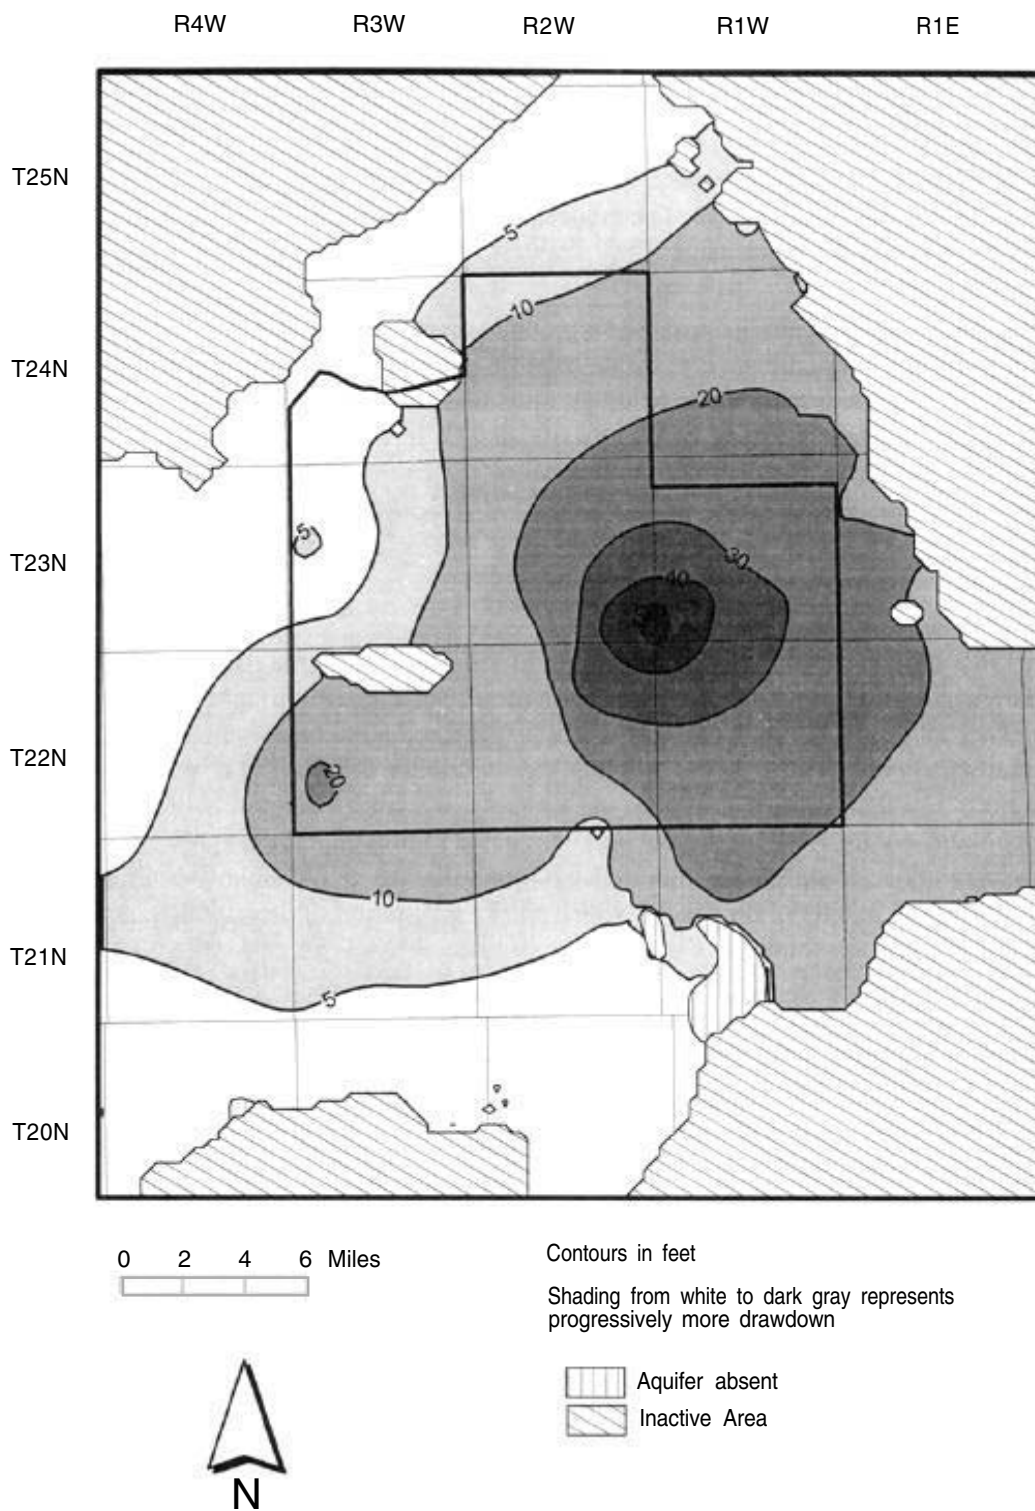 R4W R3W R2W R1W R1E
T25N
5
10
T24N
20
5
T23N
30
40
T22N
20
10
T21N
5
T20N
0 2 4 6 Miles
Contours in feet
Shading from white to dark gray represents
progressively more drawdown
Aquifer absent
Inactive Area
N